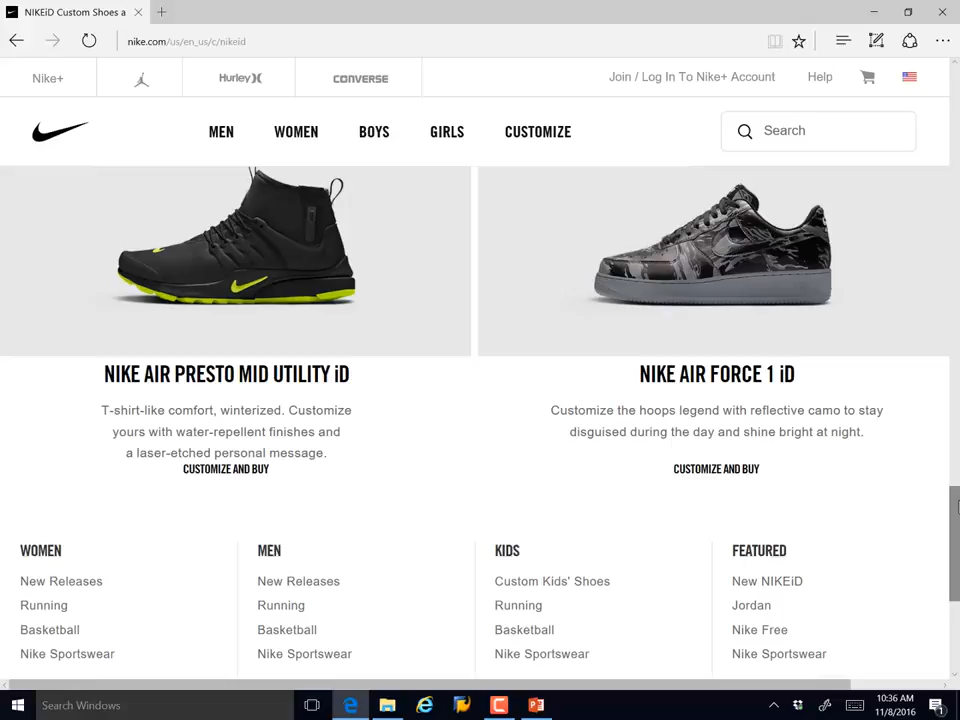 NIKEiD Custom Shoes a
nike.com/us/en_us/c/nikeid
Nike+
Hurley
CONVERSE
Join / Log In To Nike+ Account
Help
MEN
WOMEN
BOYS
GIRLS
CUSTOMIZE
Search
NIKE AIR PRESTO MID UTILITY iD
T-shirt-like comfort, winterized. Customize
yours with water-repellent finishes and
a laser-etched personal message.
CUSTOMIZE AND BUY
NIKE AIR FORCE 1 iD
Customize the hoops legend with reflective camo to stay
disguised during the day and shine bright at night.
CUSTOMIZE AND BUY
WOMEN
New Releases
Running
Basketball
Nike Sportswear
MEN
New Releases
Running
Basketball
Nike Sportswear
KIDS
Custom Kids' Shoes
Running
Basketball
Nike Sportswear
FEATURED
New NIKEiD
Jordan
Nike Free
Nike Sportswear
Search Windows
10:36 AM
11/8/2016